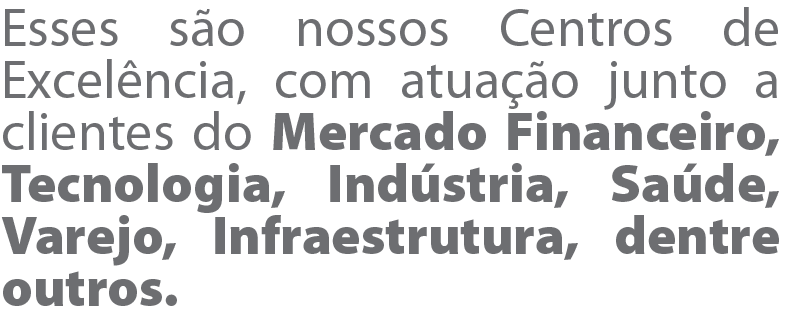 Esses são nossos Centros de
Excelência, com atuação junto a
clientes do Mercado Financeiro,
Tecnologia, Indústria, Saúde,
Varejo, Infraestrutura, dentre
outros.